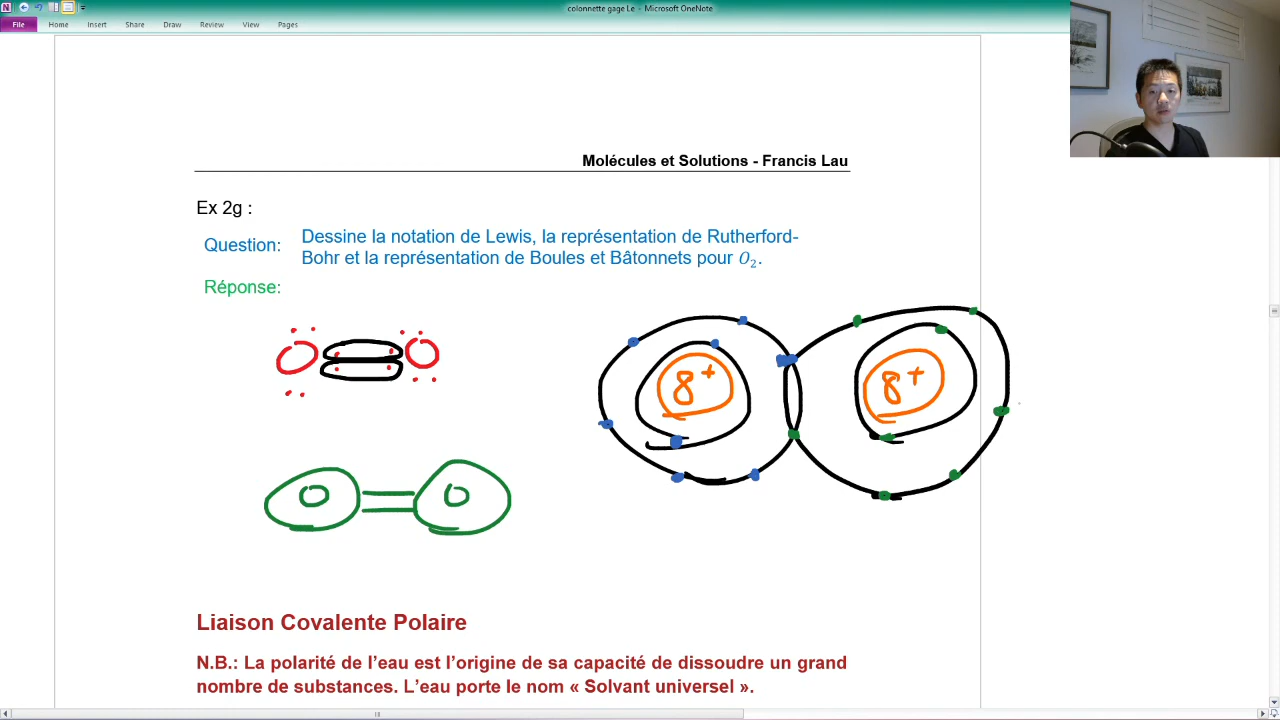 colonnette gage Le - Microsoft OneNote
File Home Insert Share Draw Review View Pages
Molécules et Solutions - Francis Lau
Ex 2g :
Question: Dessine la notation de Lewis, la représentation de Rutherford-
Bohr et la représentation de Boules et Bâtonnets pour O₂.
Réponse:
O O
8+ 8+
O O
Liaison Covalente Polaire
N.B.: La polarité de l'eau est l'origine de sa capacité de dissoudre un grand
nombre de substances. L'eau porte le nom « Solvant universel ».